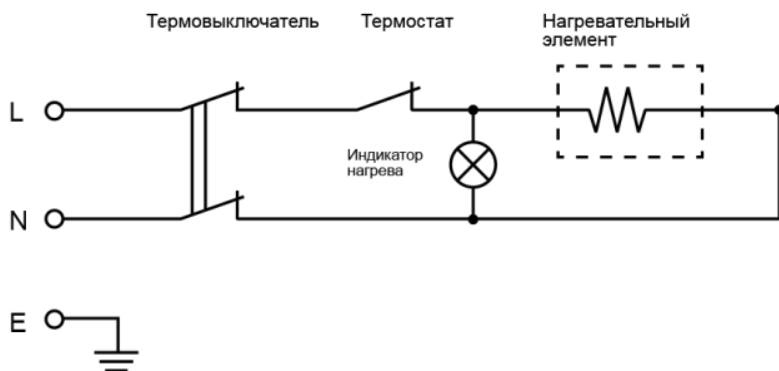 Термовыключатель
Термостат
Нагревательный
элемент
L
Индикатор
нагрева
N
E